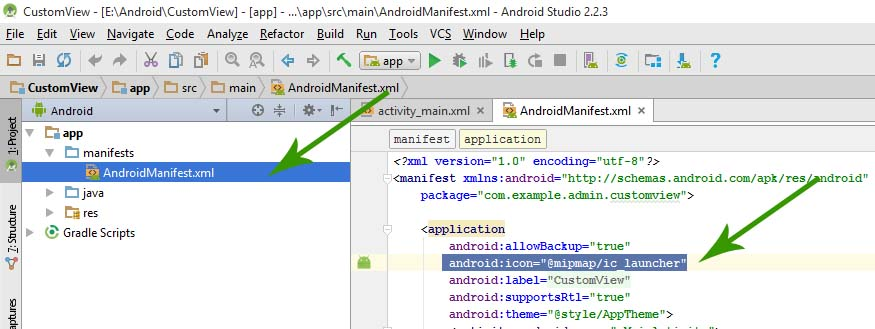 CustomView - [E:\Android\CustomView] - [app] - ...\app\src\main\AndroidManifest.xml - Android Studio 2.2.3
File Edit View Navigate Code Analyze Refactor Build Run Tools VCS Window Help
app
CustomView app src main AndroidManifest.xml
Android
activity_main.xml AndroidManifest.xml
1: Project
7: Structure
app
manifests
AndroidManifest.xml
java
res
Gradle Scripts
manifest application
<?xml version="1.0" encoding="utf-8"?>
<manifest xmlns:android="http://schemas.android.com/apk/res/android"
package="com.example.admin.customview">
<application
android:allowBackup="true"
android:icon="@mipmap/ic_launcher"
android:label="CustomView"
android:supportsRtl="true"
android:theme="@style/AppTheme">